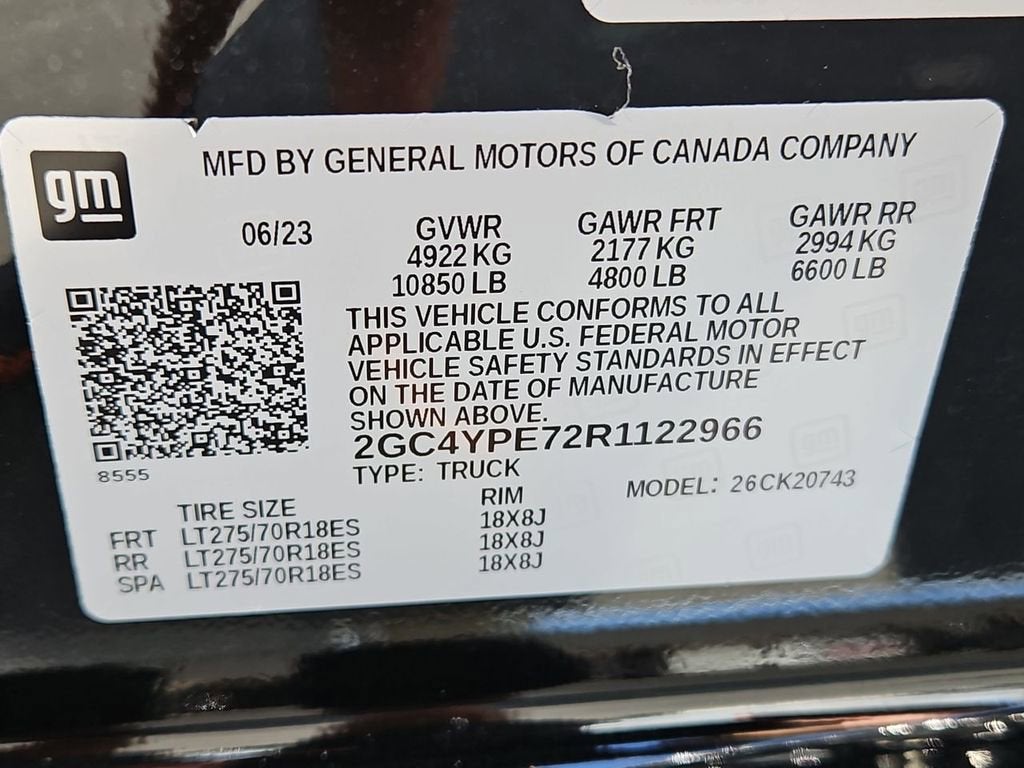 gm
MFD BY GENERAL MOTORS OF CANADA COMPANY
06/23
GVWR
4922 KG
10850 LB
GAWR FRT
2177 KG
4800 LB
GAWR RR
2994 KG
6600 LB
THIS VEHICLE CONFORMS TO ALL
APPLICABLE U.S. FEDERAL MOTOR
VEHICLE SAFETY STANDARDS IN EFFECT
ON THE DATE OF MANUFACTURE
SHOWN ABOVE.
2GC4YPE72R1122966
8555
TYPE: TRUCK
MODEL: 26CK20743
TIRE SIZE RIM
FRT LT275/70R18ES 18X8J
RR LT275/70R18ES 18X8J
SPA LT275/70R18ES 18X8J